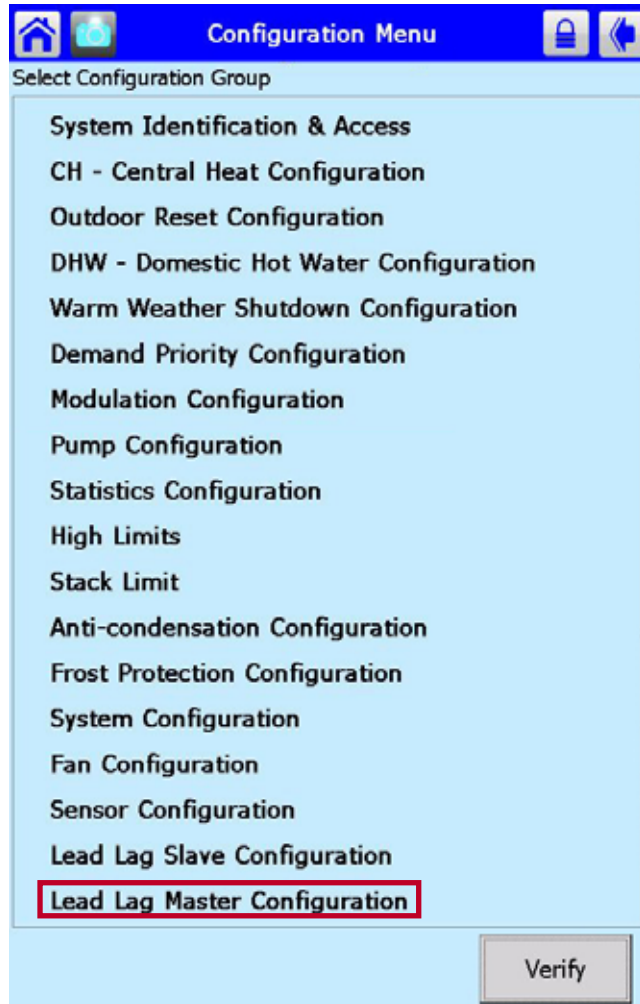 Configuration Menu
Select Configuration Group
System Identification & Access
CH - Central Heat Configuration
Outdoor Reset Configuration
DHW - Domestic Hot Water Configuration
Warm Weather Shutdown Configuration
Demand Priority Configuration
Modulation Configuration
Pump Configuration
Statistics Configuration
High Limits
Stack Limit
Anti-condensation Configuration
Frost Protection Configuration
System Configuration
Fan Configuration
Sensor Configuration
Lead Lag Slave Configuration
Lead Lag Master Configuration
Verify